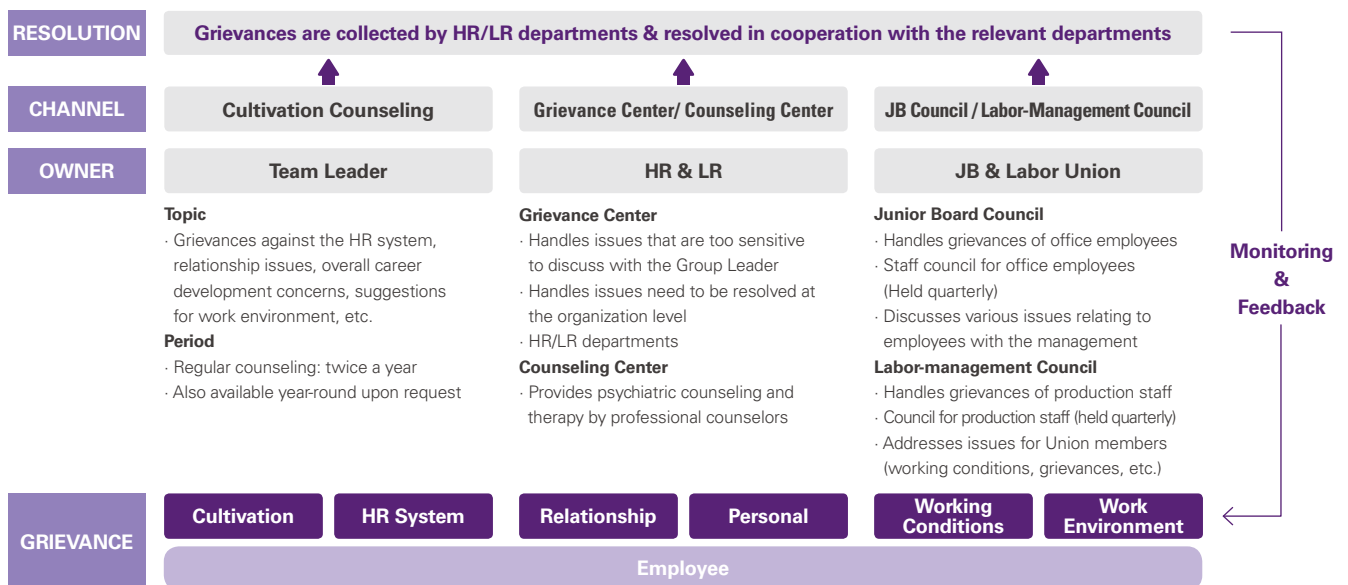 RESOLUTION
Grievances are collected by HR/LR departments & resolved in cooperation with the relevant departments
CHANNEL
Cultivation Counseling
Grievance Center/ Counseling Center
JB Council / Labor-Management Council
OWNER
Team Leader
HR & LR
JB & Labor Union
Topic
· Grievances against the HR system,
relationship issues, overall career
development concerns, suggestions
for work environment, etc.
Period
· Regular counseling: twice a year
· Also available year-round upon request
Grievance Center
· Handles issues that are too sensitive
to discuss with the Group Leader
· Handles issues need to be resolved at
the organization level
· HR/LR departments
Counseling Center
· Provides psychiatric counseling and
therapy by professional counselors
Junior Board Council
· Handles grievances of office employees
· Staff council for office employees
(Held quarterly)
· Discusses various issues relating to
employees with the management
Labor-management Council
· Handles grievances of production staff
· Council for production staff (held quarterly)
· Addresses issues for Union members
(working conditions, grievances, etc.)
Monitoring
&
Feedback
GRIEVANCE
Cultivation
HR System
Relationship
Personal
Working
Conditions
Work
Environment
Employee